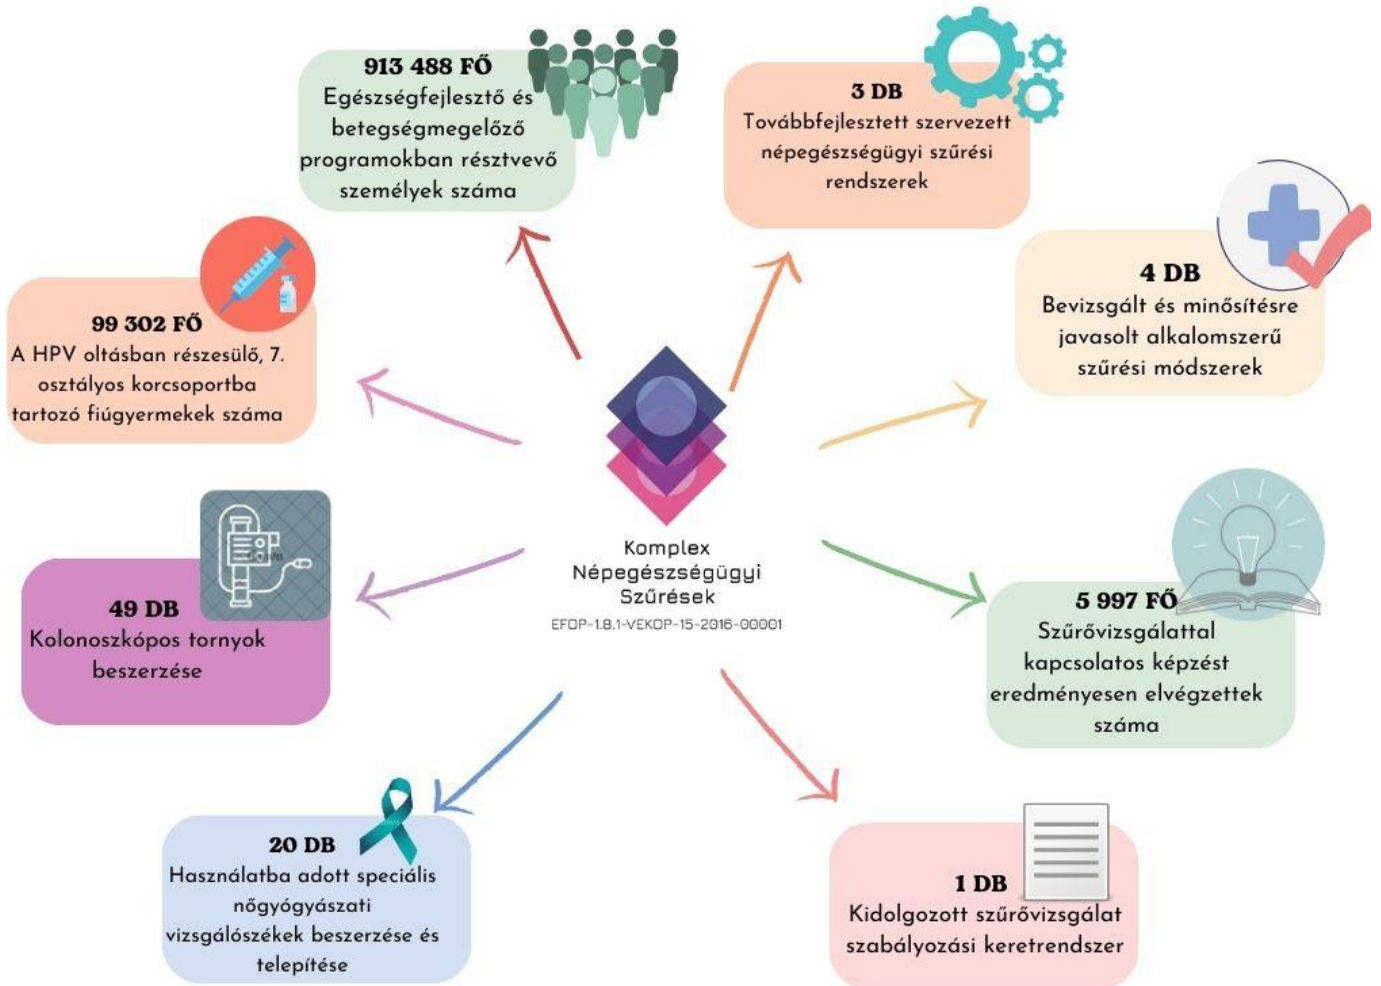 913 488 FŐ
Egészségfejlesztő és
betegségmegelőző
programokban résztvevő
személyek száma
3 DB
Továbbfejlesztett szervezett
népegészségügyi szűrési
rendszerek
4 DB
Bevizsgált és minősítésre
javasolt alkalomszerű
szűrési módszerek
99 302 FŐ
A HPV oltásban részesülő, 7.
osztályos korcsoportba
tartozó fiúgyermekek száma
Komplex
Népegészségügyi
Szűrések
EFOP-1.8.1-VEKOP-15-2016-00001
49 DB
Kolonoszkópos tornyok
beszerzése
5 997 FŐ
Szűrővizsgálattal
kapcsolatos képzést
eredményesen elvégzettek
száma
20 DB
Használatba adott speciális
nőgyógyászati
vizsgálószékek beszerzése és
telepítése
1 DB
Kidolgozott szűrővizsgálat
szabályozási keretrendszer